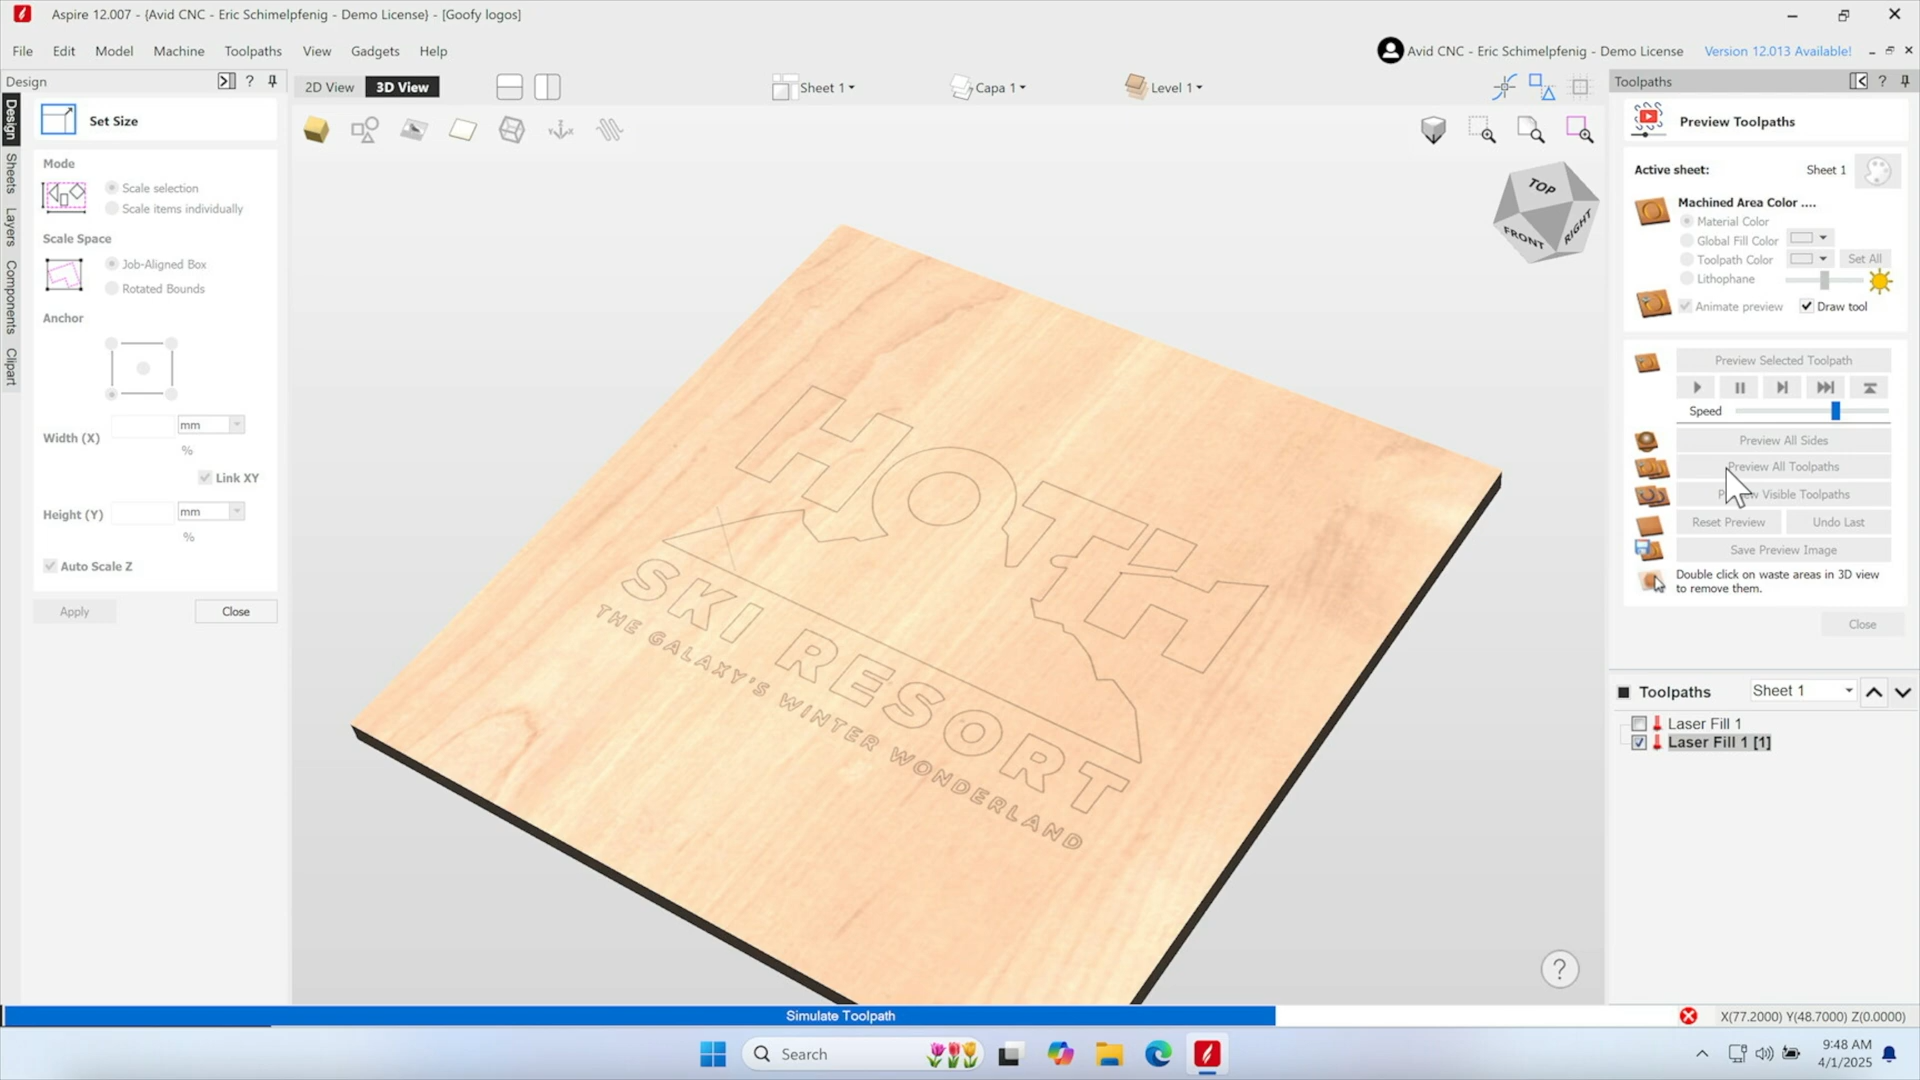 Aspire 12.007 - {Avid CNC - Eric Schimelpfenig - Demo License} - [Goofy logos]
File Edit Model Machine Toolpaths View Gadgets Help
Avid CNC - Eric Schimelpfenig - Demo License
Version 12.013 Available!
Design
?
2D View
3D View
Sheet 1
Capa 1
Level 1
Toolpaths
?
Design
Sheets
Layers
Components
Clipart
Set Size
Mode
Scale selection
Scale items individually
Scale Space
Job-Aligned Box
Rotated Bounds
Anchor
Width (X)
mm
%
Link XY
Height (Y)
mm
%
Auto Scale Z
Apply
Close
TOP
FRONT
RIGHT
HOTH
SKI RESORT
THE GALAXY'S WINTER WONDERLAND
?
Preview Toolpaths
Active sheet:
Sheet 1
Machined Area Color ....
Material Color
Global Fill Color
Toolpath Color
Set All
Lithophane
Animate preview
Draw tool
Preview Selected Toolpath
Speed
Preview All Sides
Preview All Toolpaths
Visible Toolpaths
Reset Preview
Undo Last
Save Preview Image
Double click on waste areas in 3D view
to remove them.
Close
Toolpaths
Sheet 1
Laser Fill 1
Laser Fill 1 [1]
Simulate Toolpath
X(77.2000) Y(48.7000) Z(0.0000)
Search
9:48 AM
4/1/2025